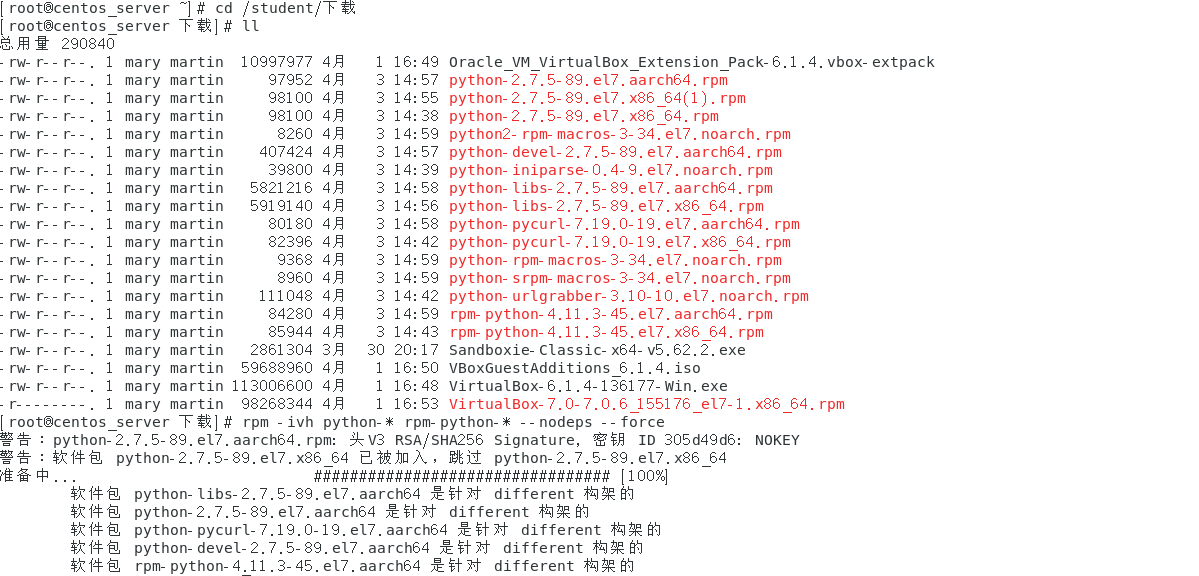 [root@centos_server ~]# cd /student/下载
[root@centos_server 下载]# ll
总用量 290840
-rw-r--r--. 1 mary martin  10997977 4月   1 16:49 Oracle_VM_VirtualBox_Extension_Pack-6.1.4.vbox-extpack
-rw-r--r--. 1 mary martin     97952 4月   3 14:57 python-2.7.5-89.el7.aarch64.rpm
-rw-r--r--. 1 mary martin     98100 4月   3 14:55 python-2.7.5-89.el7.x86_64(1).rpm
-rw-r--r--. 1 mary martin     98100 4月   3 14:38 python-2.7.5-89.el7.x86_64.rpm
-rw-r--r--. 1 mary martin      8260 4月   3 14:59 python2-rpm-macros-3-34.el7.noarch.rpm
-rw-r--r--. 1 mary martin    407424 4月   3 14:57 python-devel-2.7.5-89.el7.aarch64.rpm
-rw-r--r--. 1 mary martin     39800 4月   3 14:39 python-iniparse-0.4-9.el7.noarch.rpm
-rw-r--r--. 1 mary martin   5821216 4月   3 14:58 python-libs-2.7.5-89.el7.aarch64.rpm
-rw-r--r--. 1 mary martin   5919140 4月   3 14:56 python-libs-2.7.5-89.el7.x86_64.rpm
-rw-r--r--. 1 mary martin     80180 4月   3 14:58 python-pycurl-7.19.0-19.el7.aarch64.rpm
-rw-r--r--. 1 mary martin     82396 4月   3 14:42 python-pycurl-7.19.0-19.el7.x86_64.rpm
-rw-r--r--. 1 mary martin      9368 4月   3 14:59 python-rpm-macros-3-34.el7.noarch.rpm
-rw-r--r--. 1 mary martin      8960 4月   3 14:59 python-srpm-macros-3-34.el7.noarch.rpm
-rw-r--r--. 1 mary martin    111048 4月   3 14:42 python-urlgrabber-3.10-10.el7.noarch.rpm
-rw-r--r--. 1 mary martin     84280 4月   3 14:59 rpm-python-4.11.3-45.el7.aarch64.rpm
-rw-r--r--. 1 mary martin     85944 4月   3 14:43 rpm-python-4.11.3-45.el7.x86_64.rpm
-rw-r--r--. 1 mary martin   2861304 3月  30 20:17 Sandboxie-Classic-x64-v5.62.2.exe
-rw-r--r--. 1 mary martin  59688960 4月   1 16:50 VBoxGuestAdditions_6.1.4.iso
-rw-r--r--. 1 mary martin 113006600 4月   1 16:48 VirtualBox-6.1.4-136177-Win.exe
-r--------. 1 mary martin  98268344 4月   1 16:53 VirtualBox-7.0-7.0.6_155176_el7-1.x86_64.rpm
[root@centos_server 下载]# rpm -ivh python-* rpm-python-* --nodeps --force
警告：python-2.7.5-89.el7.aarch64.rpm: 头V3 RSA/SHA256 Signature, 密钥 ID 305d49d6: NOKEY
警告：软件包 python-2.7.5-89.el7.x86_64 已被加入，跳过 python-2.7.5-89.el7.x86_64
准备中...                          ################################# [100%]
软件包 python-libs-2.7.5-89.el7.aarch64 是针对 different 构架的
软件包 python-2.7.5-89.el7.aarch64 是针对 different 构架的
软件包 python-pycurl-7.19.0-19.el7.aarch64 是针对 different 构架的
软件包 python-devel-2.7.5-89.el7.aarch64 是针对 different 构架的
软件包 rpm-python-4.11.3-45.el7.aarch64 是针对 different 构架的